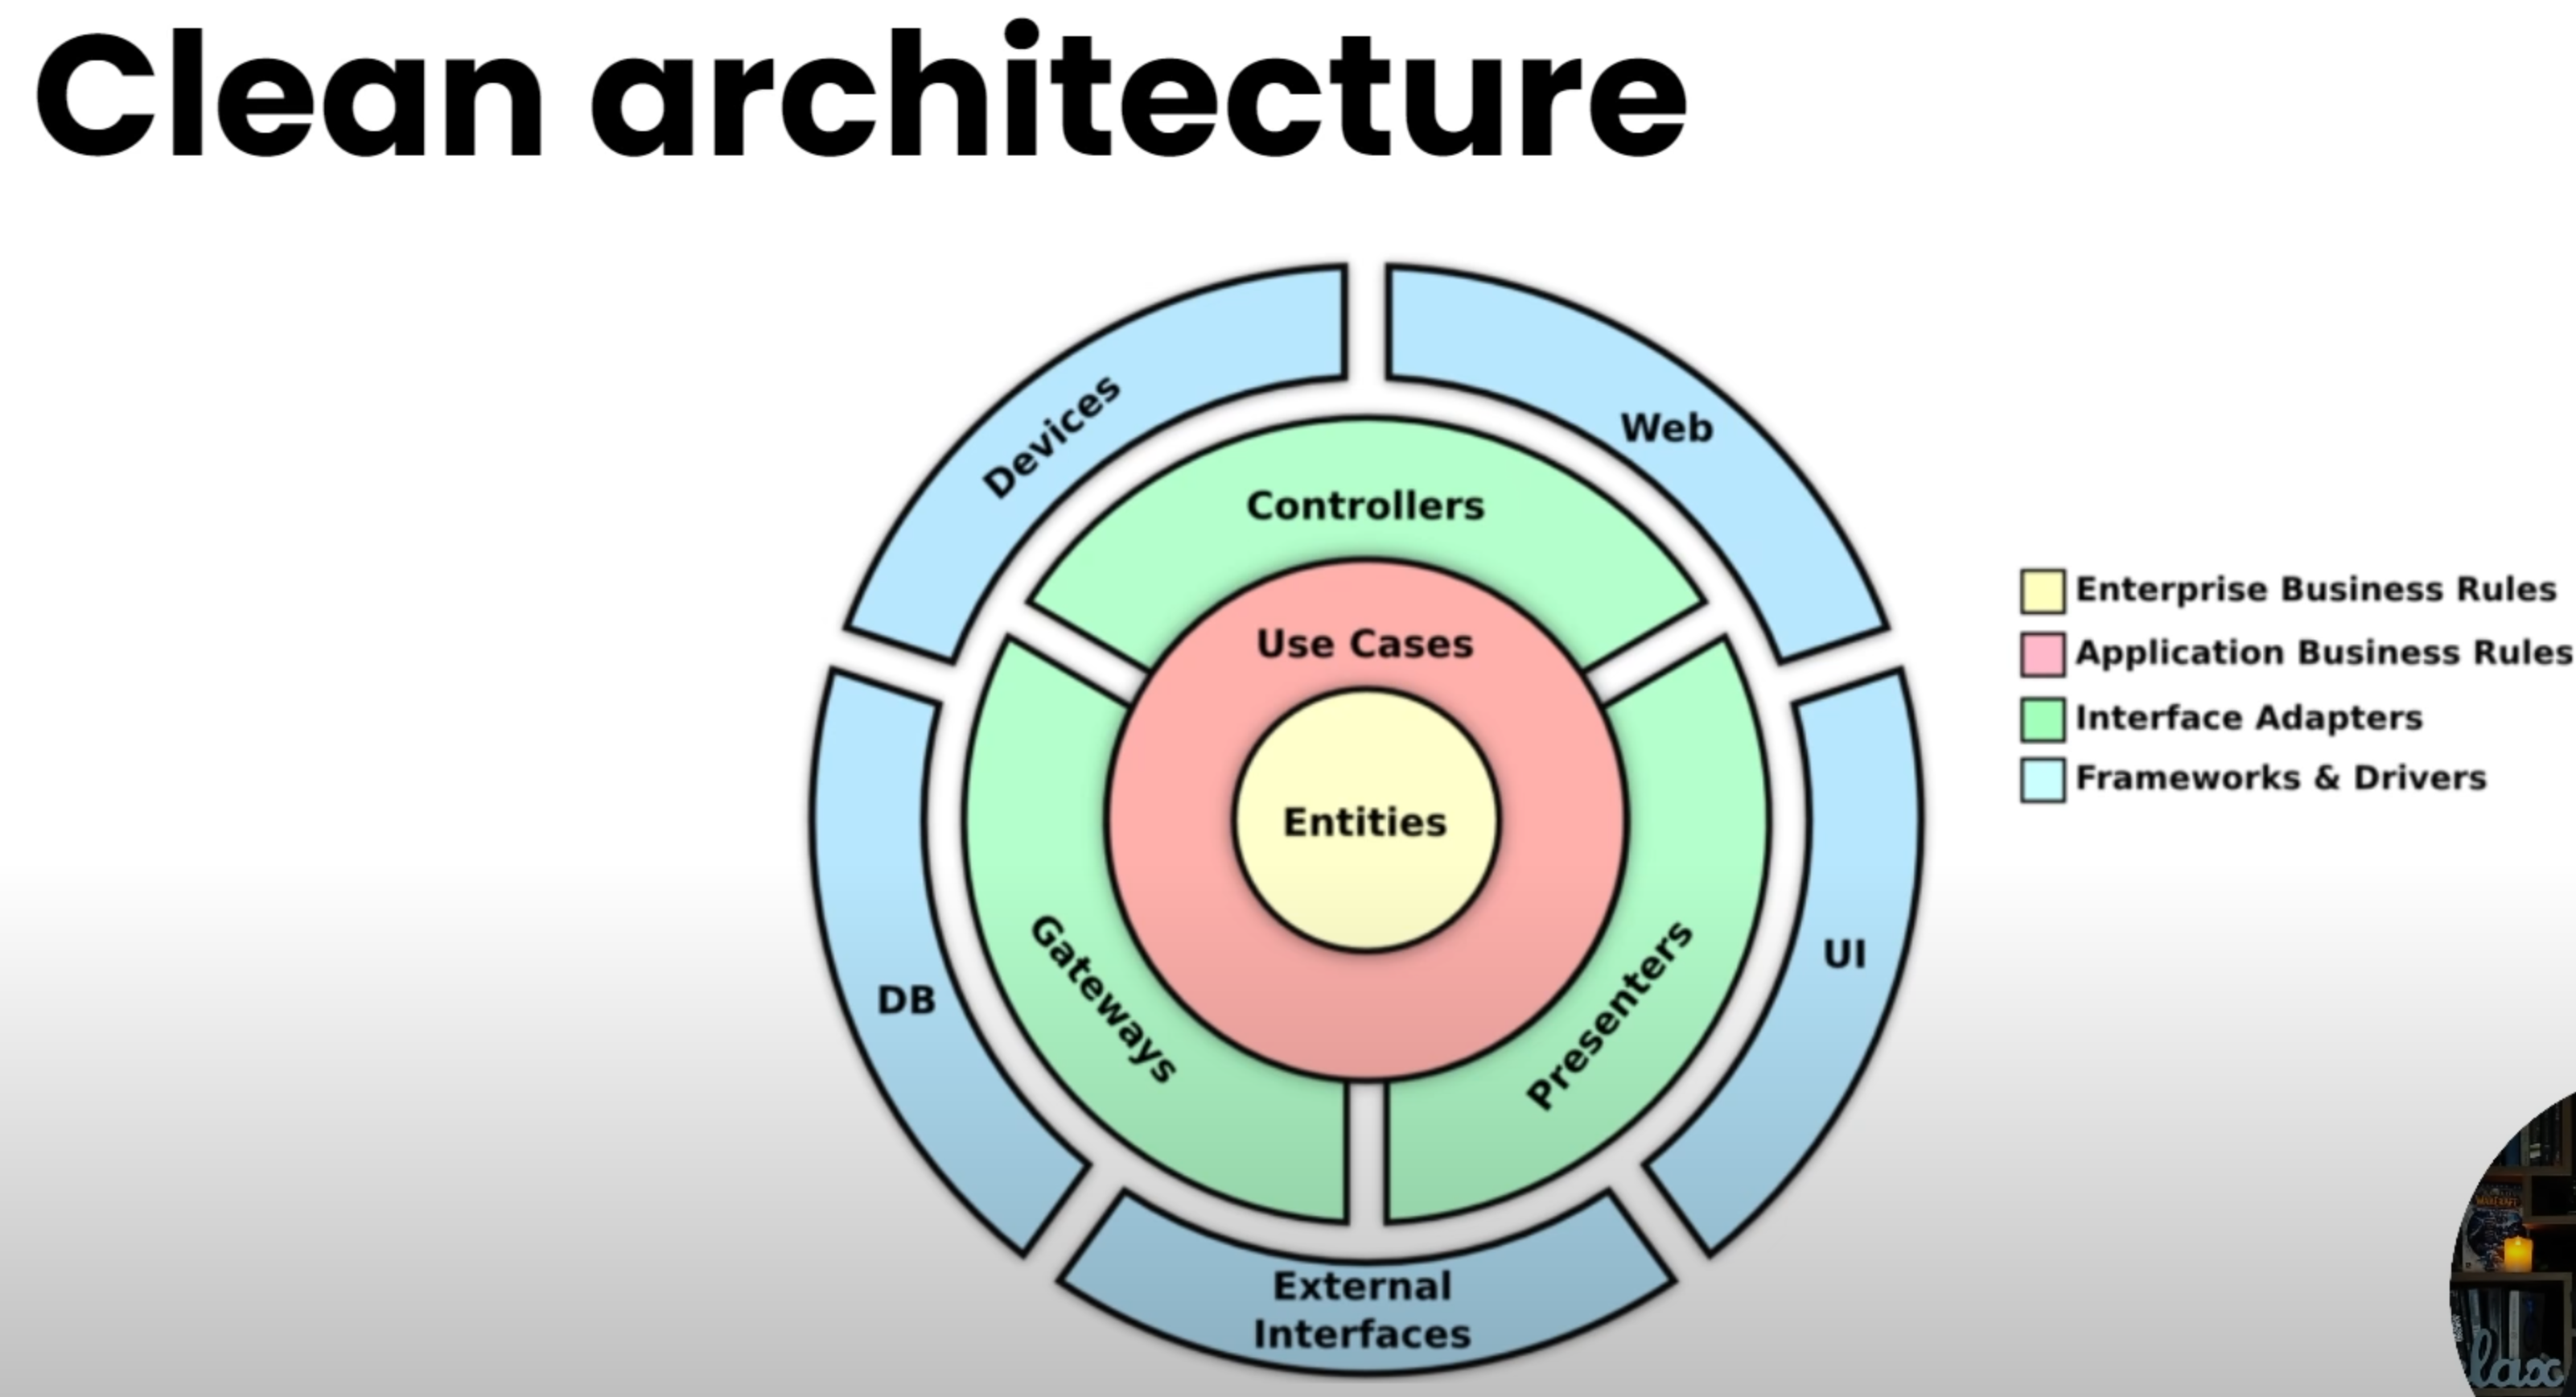 Clean architecture
Devices
Web
Controllers
Use Cases
Entities
Gateways
Presenters
DB
UI
External
Interfaces
Enterprise Business Rules
Application Business Rules
Interface Adapters
Frameworks & Drivers
lax